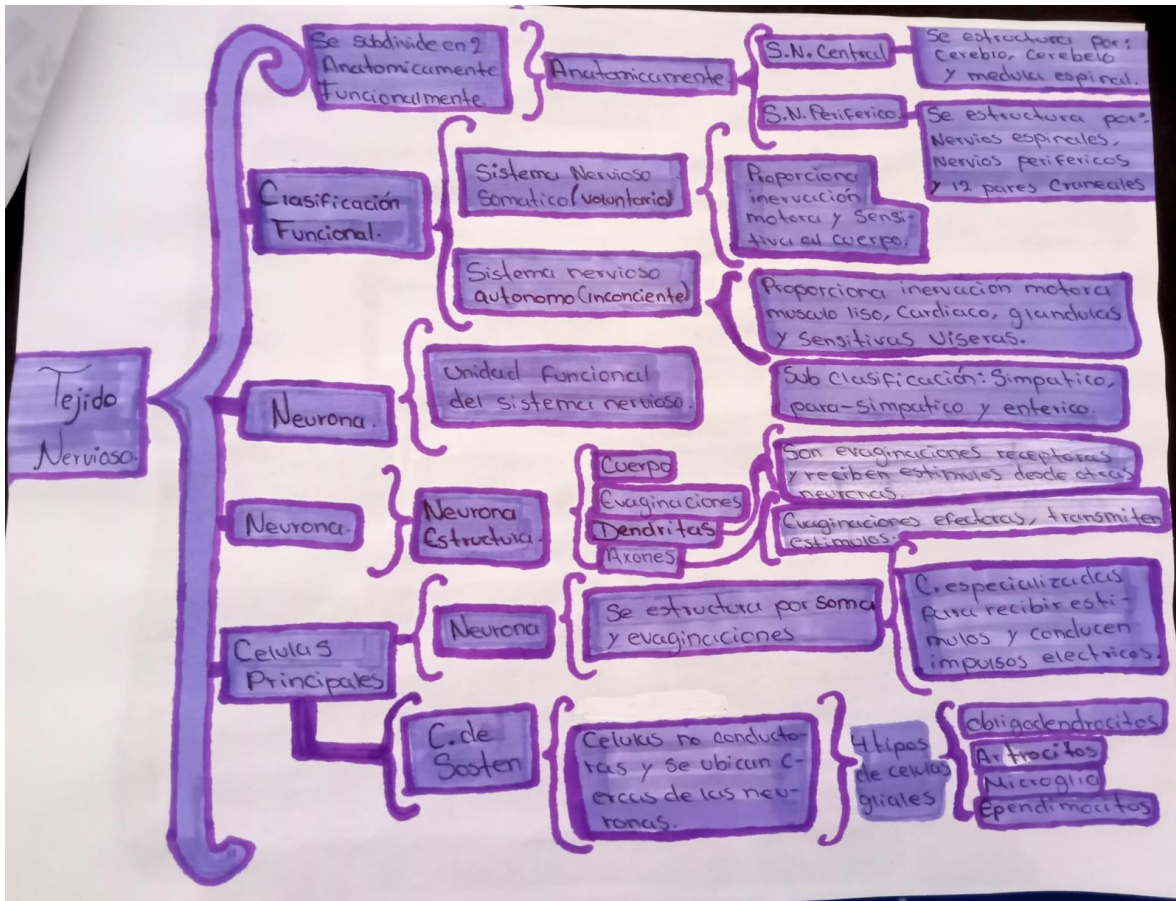 Tejido
Nervioso.
Se subdivide en 2
Anatomicamente
Funcionalmente.
Anatomicamente
S.N. Central
Se estructura por:
Cerebro, Cerebelo
y medula espinal.
S.N. Periferico
Se estructura por:
Nervios espinales,
Nervios perifericos
y 12 pares Craneales
Clasificación
Funcional.
Sistema Nervioso
Somatico (voluntario)
Proporciona
inervación
motora y Sensi-
tiva al cuerpo.
Sistema nervioso
autonomo (inconciente)
Proporciona inervación motora
musculo liso, Cardiaco, glandulas
y sensitivas viseras.
Sub Clasificación: Simpatico,
para-simpatico y enterico.
Neurona.
Unidad funcional
del sistema nervioso.
Neurona.
Neurona
Estructura.
Cuerpo
Evaginaciones
Dendritas
Axones
Son evaginaciones receptoras
y reciben estimulos desde otras
neuronas.
Evaginaciones efectoras, transmiten
estimulos.
Celulas
Principales
Neurona
Se estructura por soma
y evaginaciones
C. especializadas
para recibir esti-
mulos y conducen
impulsos electricos.
C. de
Sosten
Celulas no conducto-
ras y se ubican c-
ercas de las neu-
ronas.
4 tipos
de celulas
gliales
Obligodendrocitos
Artrocitos
Microglia
Ependimocitos